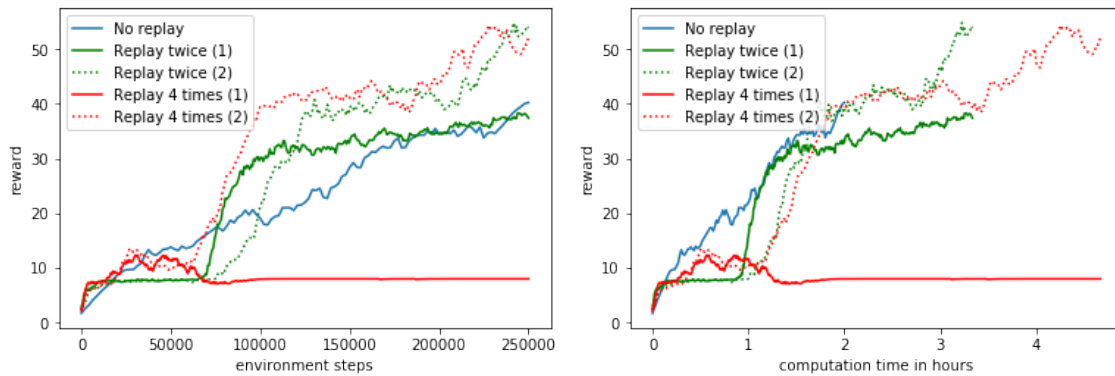 No replay
Replay twice (1)
Replay twice (2)
Replay 4 times (1)
Replay 4 times (2)
50
40
30
20
10
0
reward
0 50000 100000 150000 200000 250000
environment steps
No replay
Replay twice (1)
Replay twice (2)
Replay 4 times (1)
Replay 4 times (2)
50
40
30
20
10
0
reward
0 1 2 3 4
computation time in hours